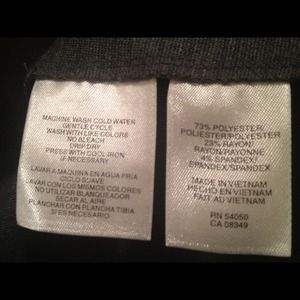 MACHINE WASH COLD WATER
GENTLE CYCLE
WASH WITH LIKE COLORS
NO BLEACH
DRIP DRY
PRESS WITH COOL IRON
IF NECESSARY
LAVAR A MAQUINA EN AGUA FRIA
CICLO SUAVE
LAVAR CON LOS MISMOS COLORES
NO UTILIZAR BLANQUEADOR
SECAR AL AIRE
PLANCHAR CON PLANCHA TIBIA
SI ES NECESARIO
73% POLYESTER/
POLIESTER/POLYESTER
23% RAYON/
RAYON/RAYONNE
4% SPANDEX/
SPANDEX/SPANDEX
MADE IN VIETNAM
HECHO EN VIETNAM
FAIT AU VIETNAM
RN 54050
CA 08349